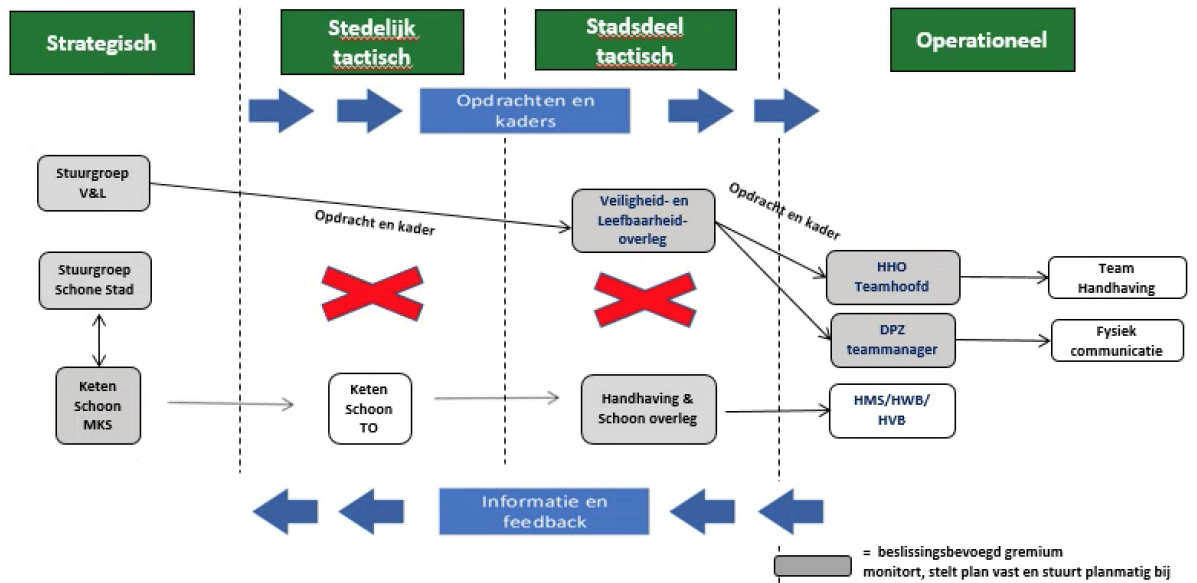 Strategisch
Stedelijk
tactisch
Stadsdeel
tactisch
Operationeel
Opdrachten en
kaders
Stuurgroep
V&L
Opdracht en kader
Veiligheid- en
Leefbaarheid-
overleg
Opdracht en kader
Stuurgroep
Schone Stad
HHO
Teamhoofd
Team
Handhaving
DPZ
teammanager
Fysiek
communicatie
Keten
Schoon
MKS
Keten
Schoon
TO
Handhaving &
Schoon overleg
HMS/HWB/
HVB
Informatie en
feedback
= beslissingsbevoegd gremium
monitort, stelt plan vast en stuurt planmatig bij